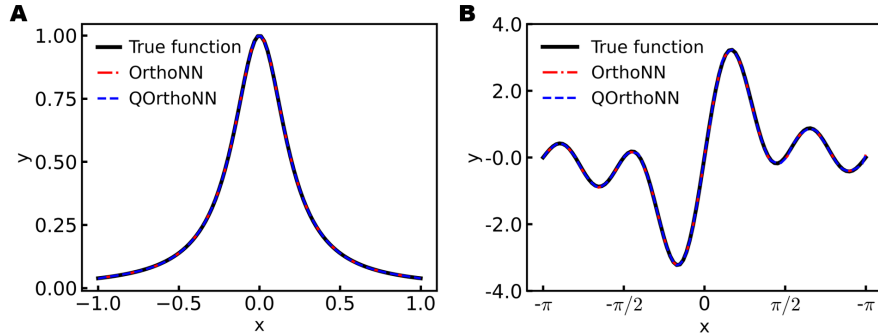 A
1.00
0.75
0.50
0.25
0.00
y
True function
OrthoNN
QOrthoNN
−1.0 −0.5 0.0 0.5 1.0
x
B
4.0
2.0
-0.0
-2.0
-4.0
y
True function
OrthoNN
QOrthoNN
-π -π/2 0 π/2 -π
x